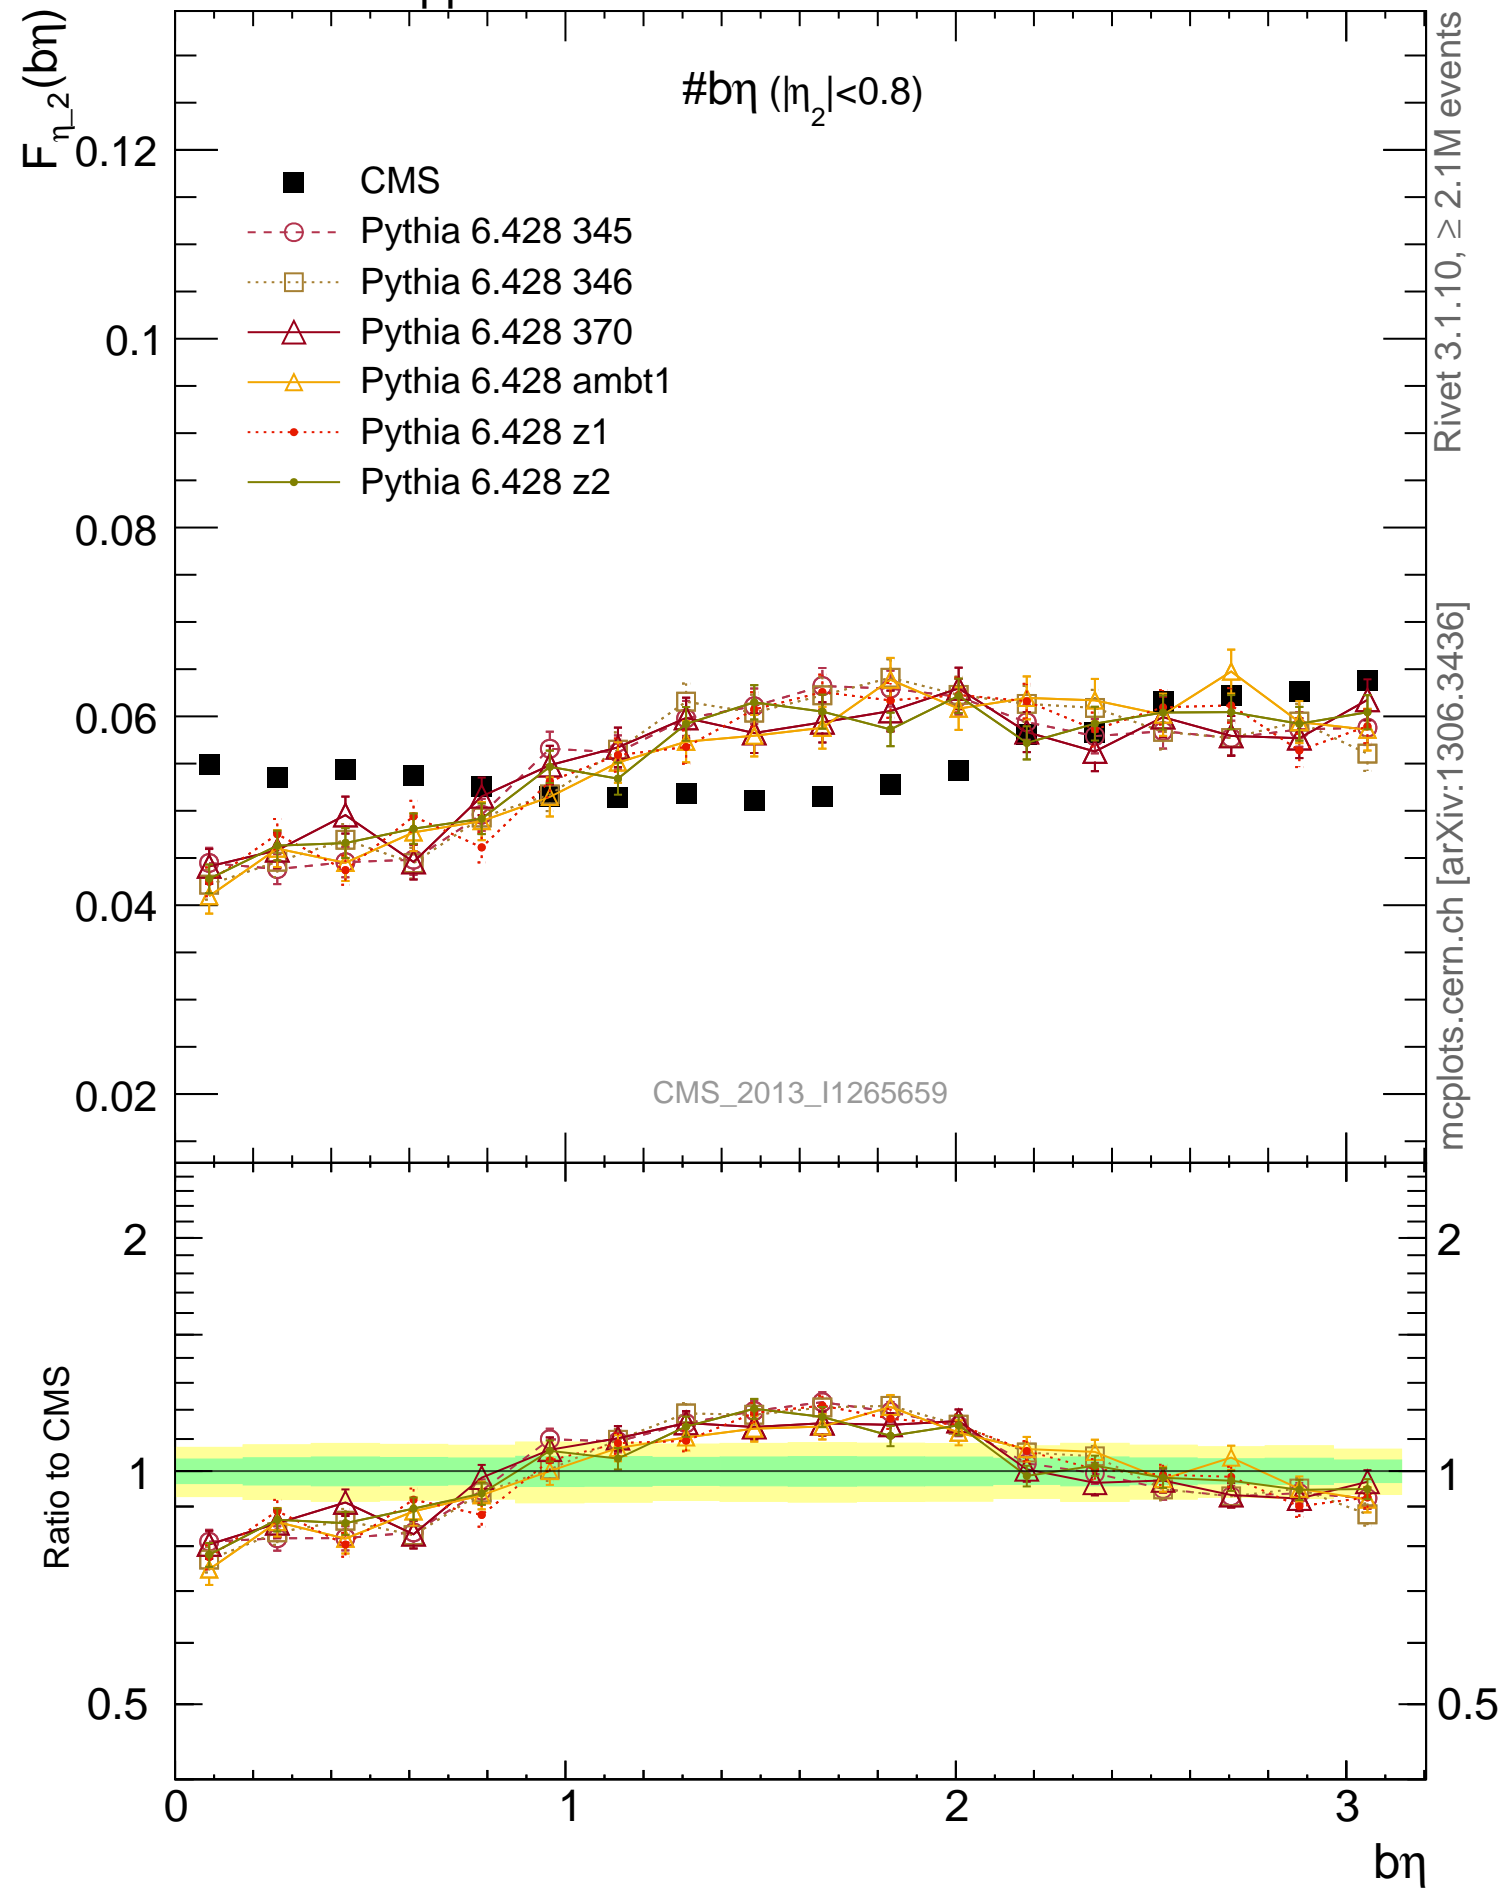 F_η_2(bη)
#bη (|η_2|<0.8)
CMS
Pythia 6.428 345
Pythia 6.428 346
Pythia 6.428 370
Pythia 6.428 ambt1
Pythia 6.428 z1
Pythia 6.428 z2
0.12
0.1
0.08
0.06
0.04
0.02
CMS_2013_I1265659
Rivet 3.1.10, ≥ 2.1M events
mcplots.cern.ch [arXiv:1306.3436]
Ratio to CMS
2
1
0.5
2
1
0.5
0
1
2
3
bη